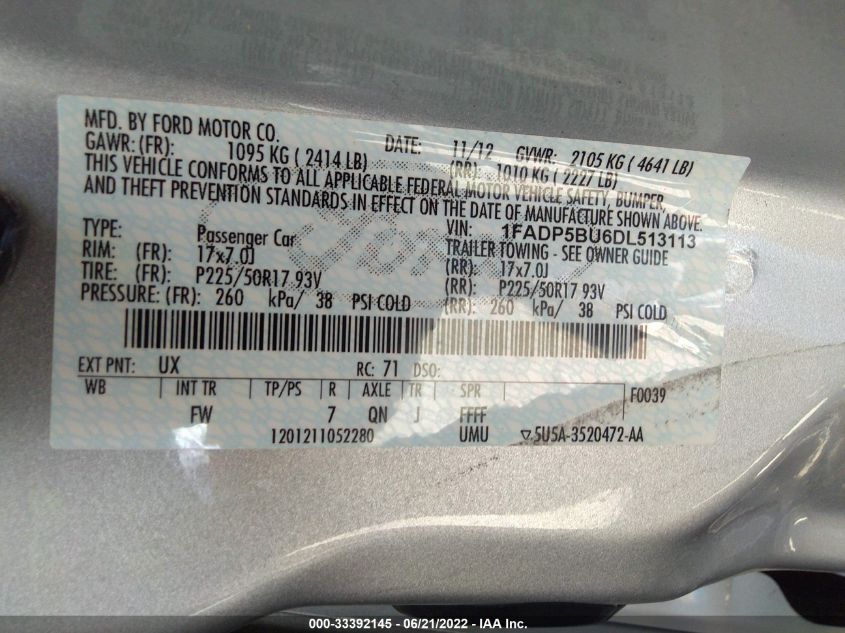 MFD. BY FORD MOTOR CO.
DATE: 11/12 GVWR: 2105 KG ( 4641 LB)
GAWR: (FR): 1095 KG ( 2414 LB) (RR): 1010 KG ( 2227 LB)
THIS VEHICLE CONFORMS TO ALL APPLICABLE FEDERAL MOTOR VEHICLE SAFETY, BUMPER,
AND THEFT PREVENTION STANDARDS IN EFFECT ON THE DATE OF MANUFACTURE SHOWN ABOVE.
VIN: 1FADP5BU6DL513113
TYPE: Passenger Car TRAILER TOWING - SEE OWNER GUIDE
RIM: (FR): 17x7.0J (RR): 17x7.0J
TIRE: (FR): P225/50R17 93V (RR): P225/50R17 93V
PRESSURE: (FR): 260 kPa/ 38 PSI COLD (RR): 260 kPa/ 38 PSI COLD
EXT PNT: UX RC: 71 DSO:
WB INT TR TP/PS R AXLE TR SPR F0039
FW 7 QN J FFFF
1201211052280 UMU ▽5U5A-3520472-AA
000-33392145 - 06/21/2022 - IAA Inc.